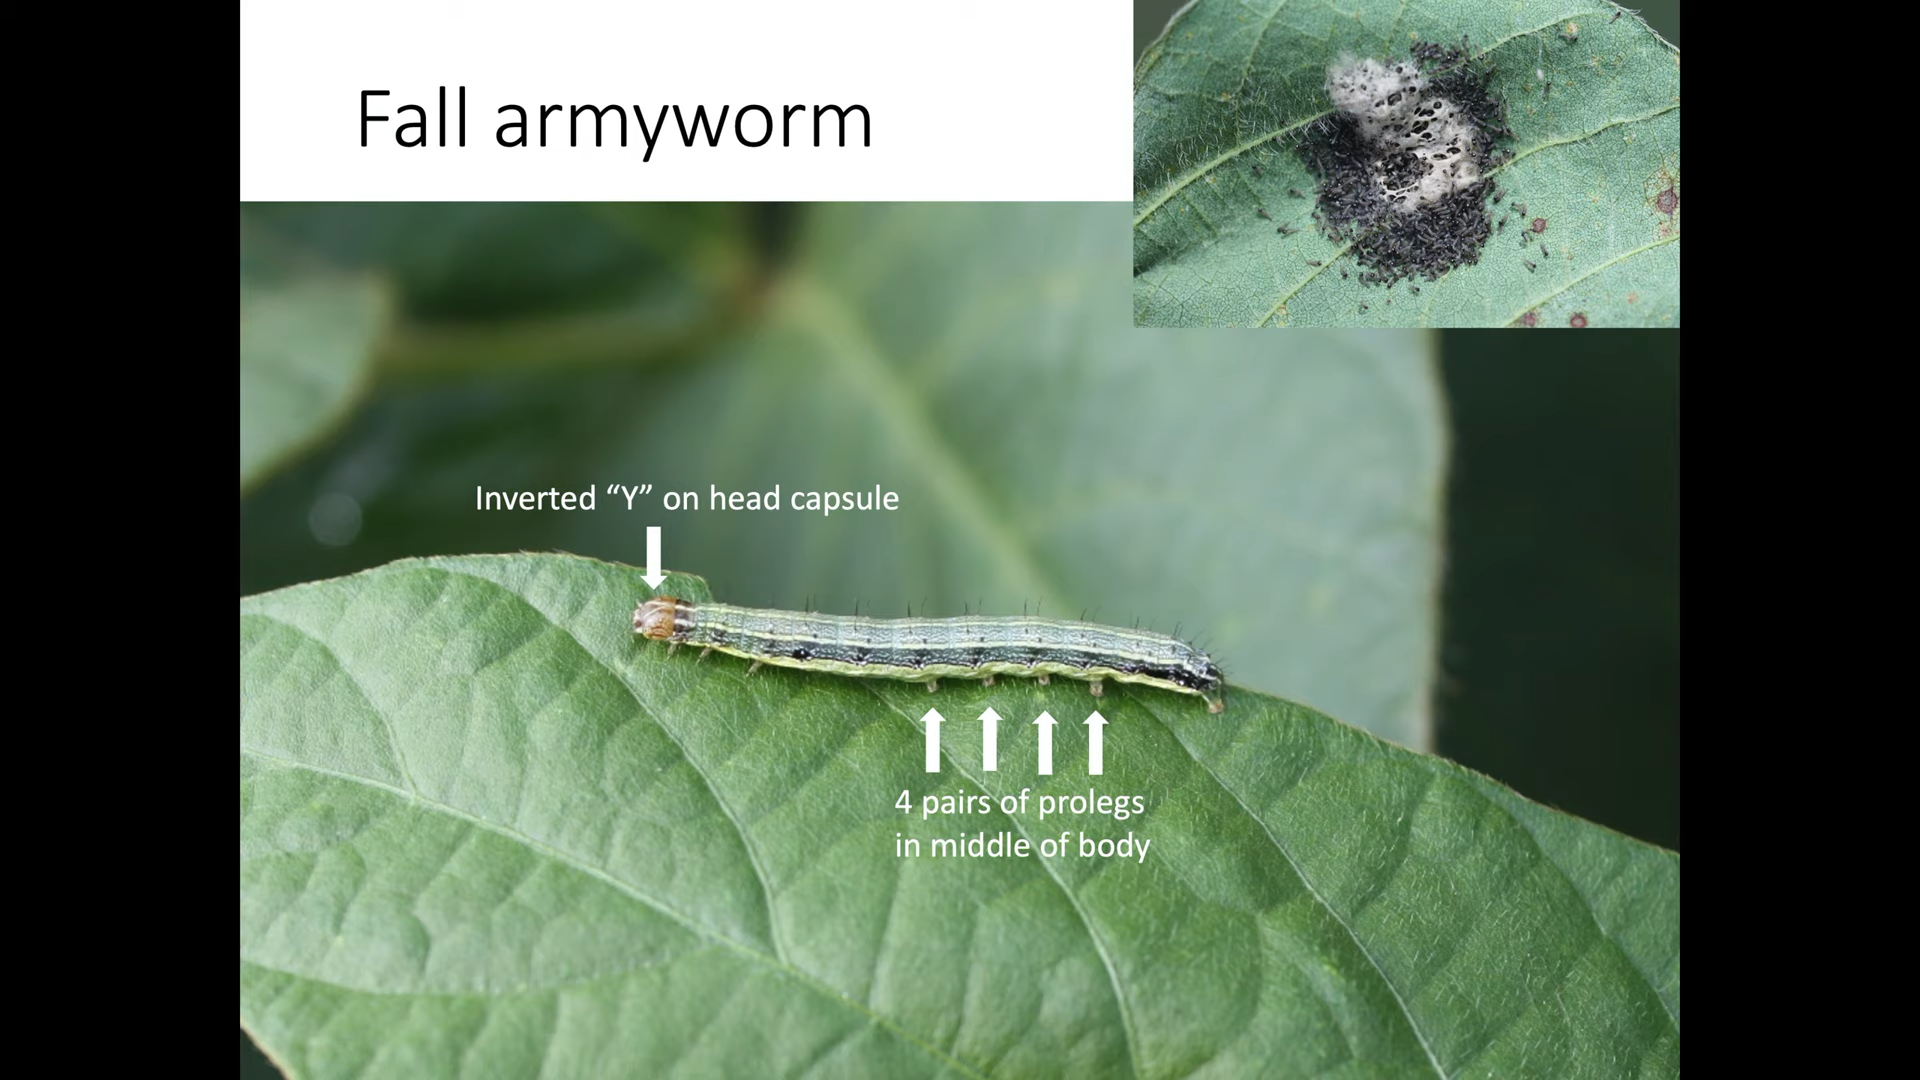 Fall armyworm
Inverted “Y” on head capsule
4 pairs of prolegs
in middle of body